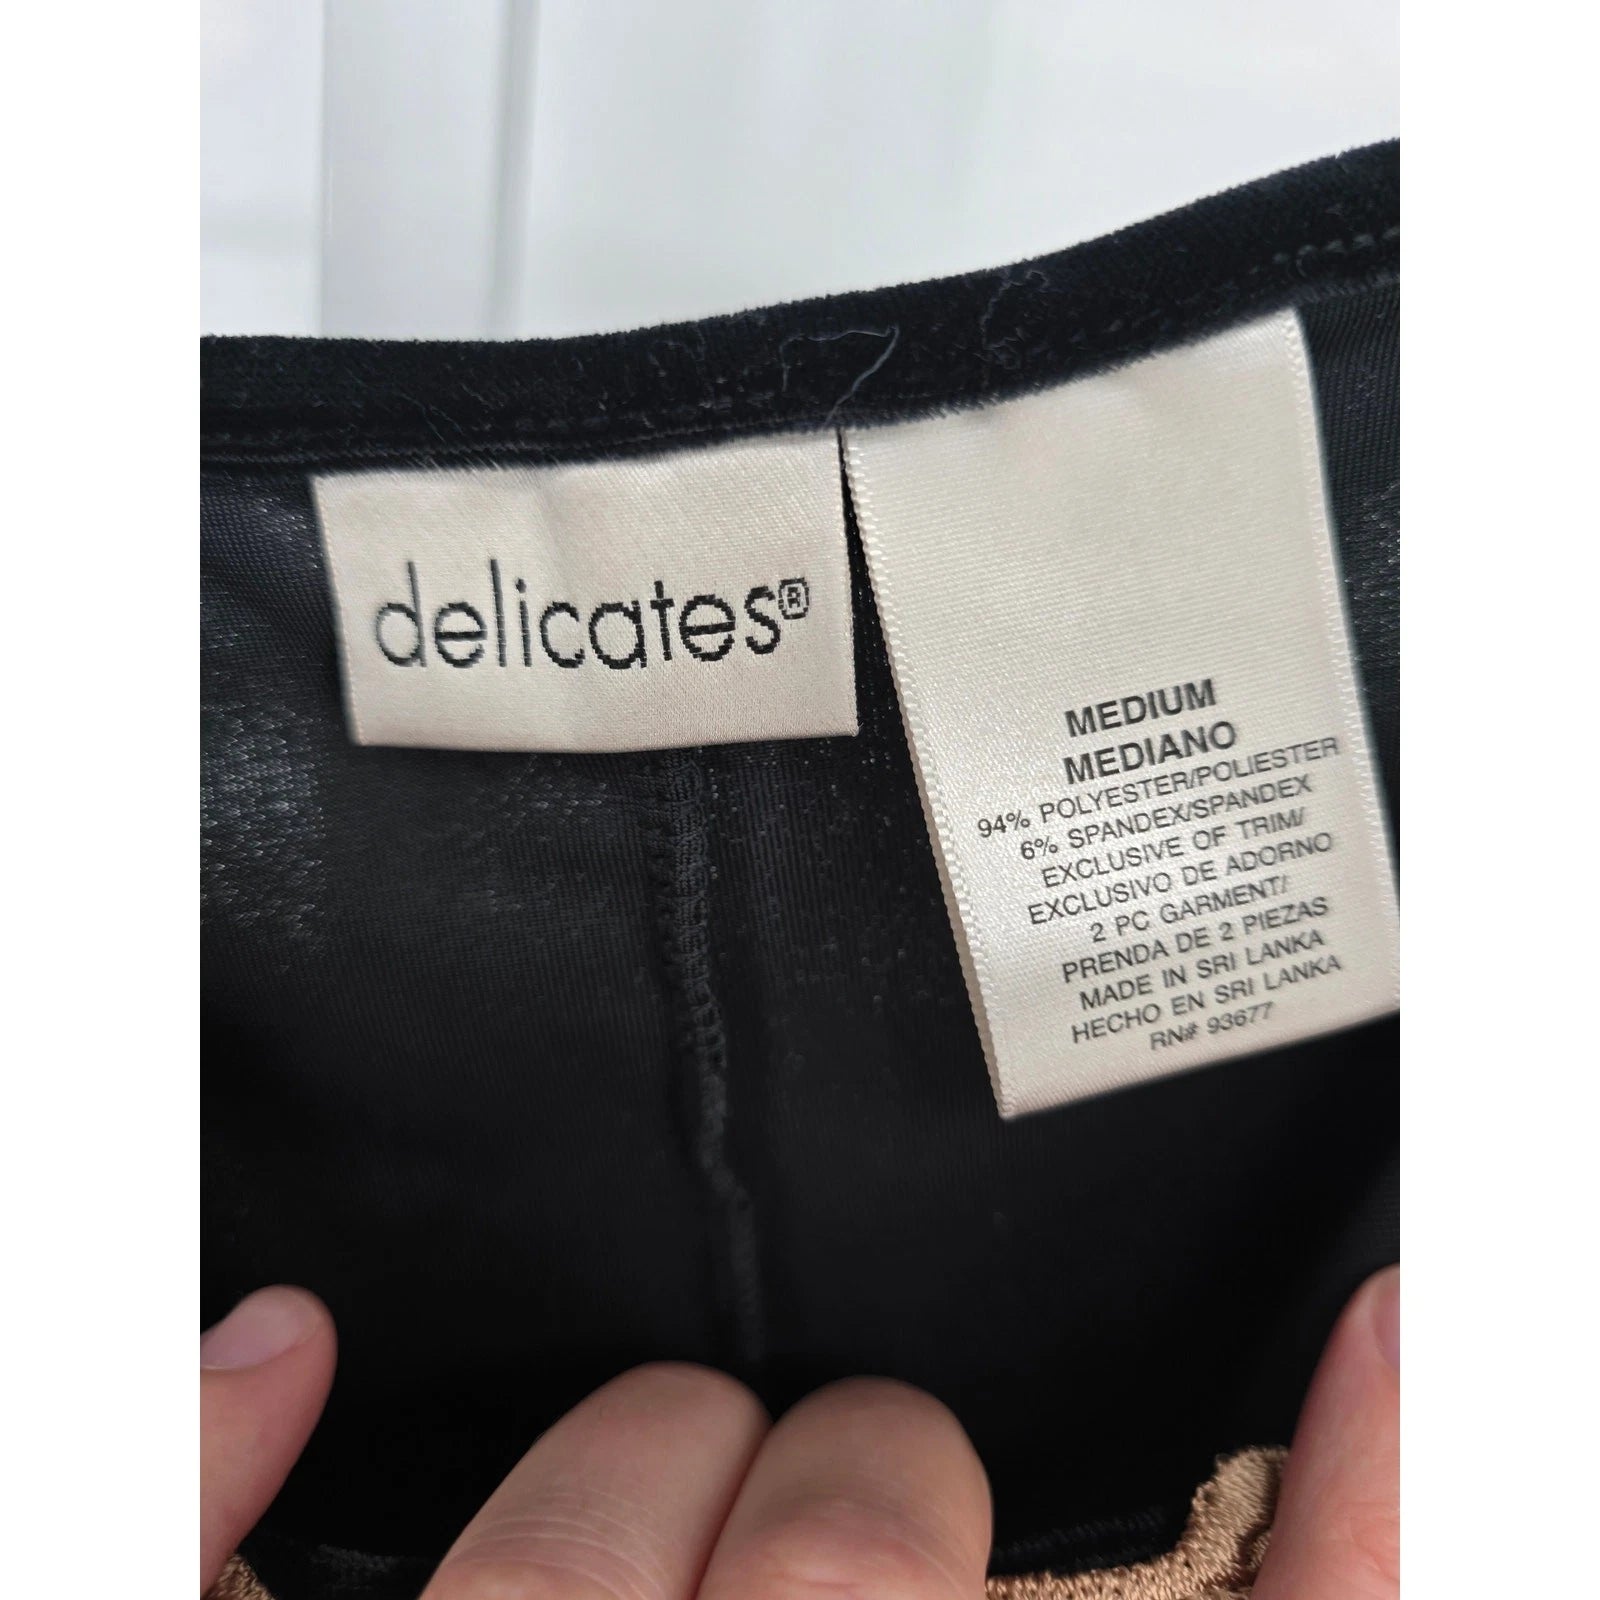 delicates®
MEDIUM
MEDIANO
94% POLYESTER/POLIESTER
6% SPANDEX/SPANDEX
EXCLUSIVE OF TRIM/
EXCLUSIVO DE ADORNO
2 PC GARMENT/
PRENDA DE 2 PIEZAS
MADE IN SRI LANKA
HECHO EN SRI LANKA
RN# 93677